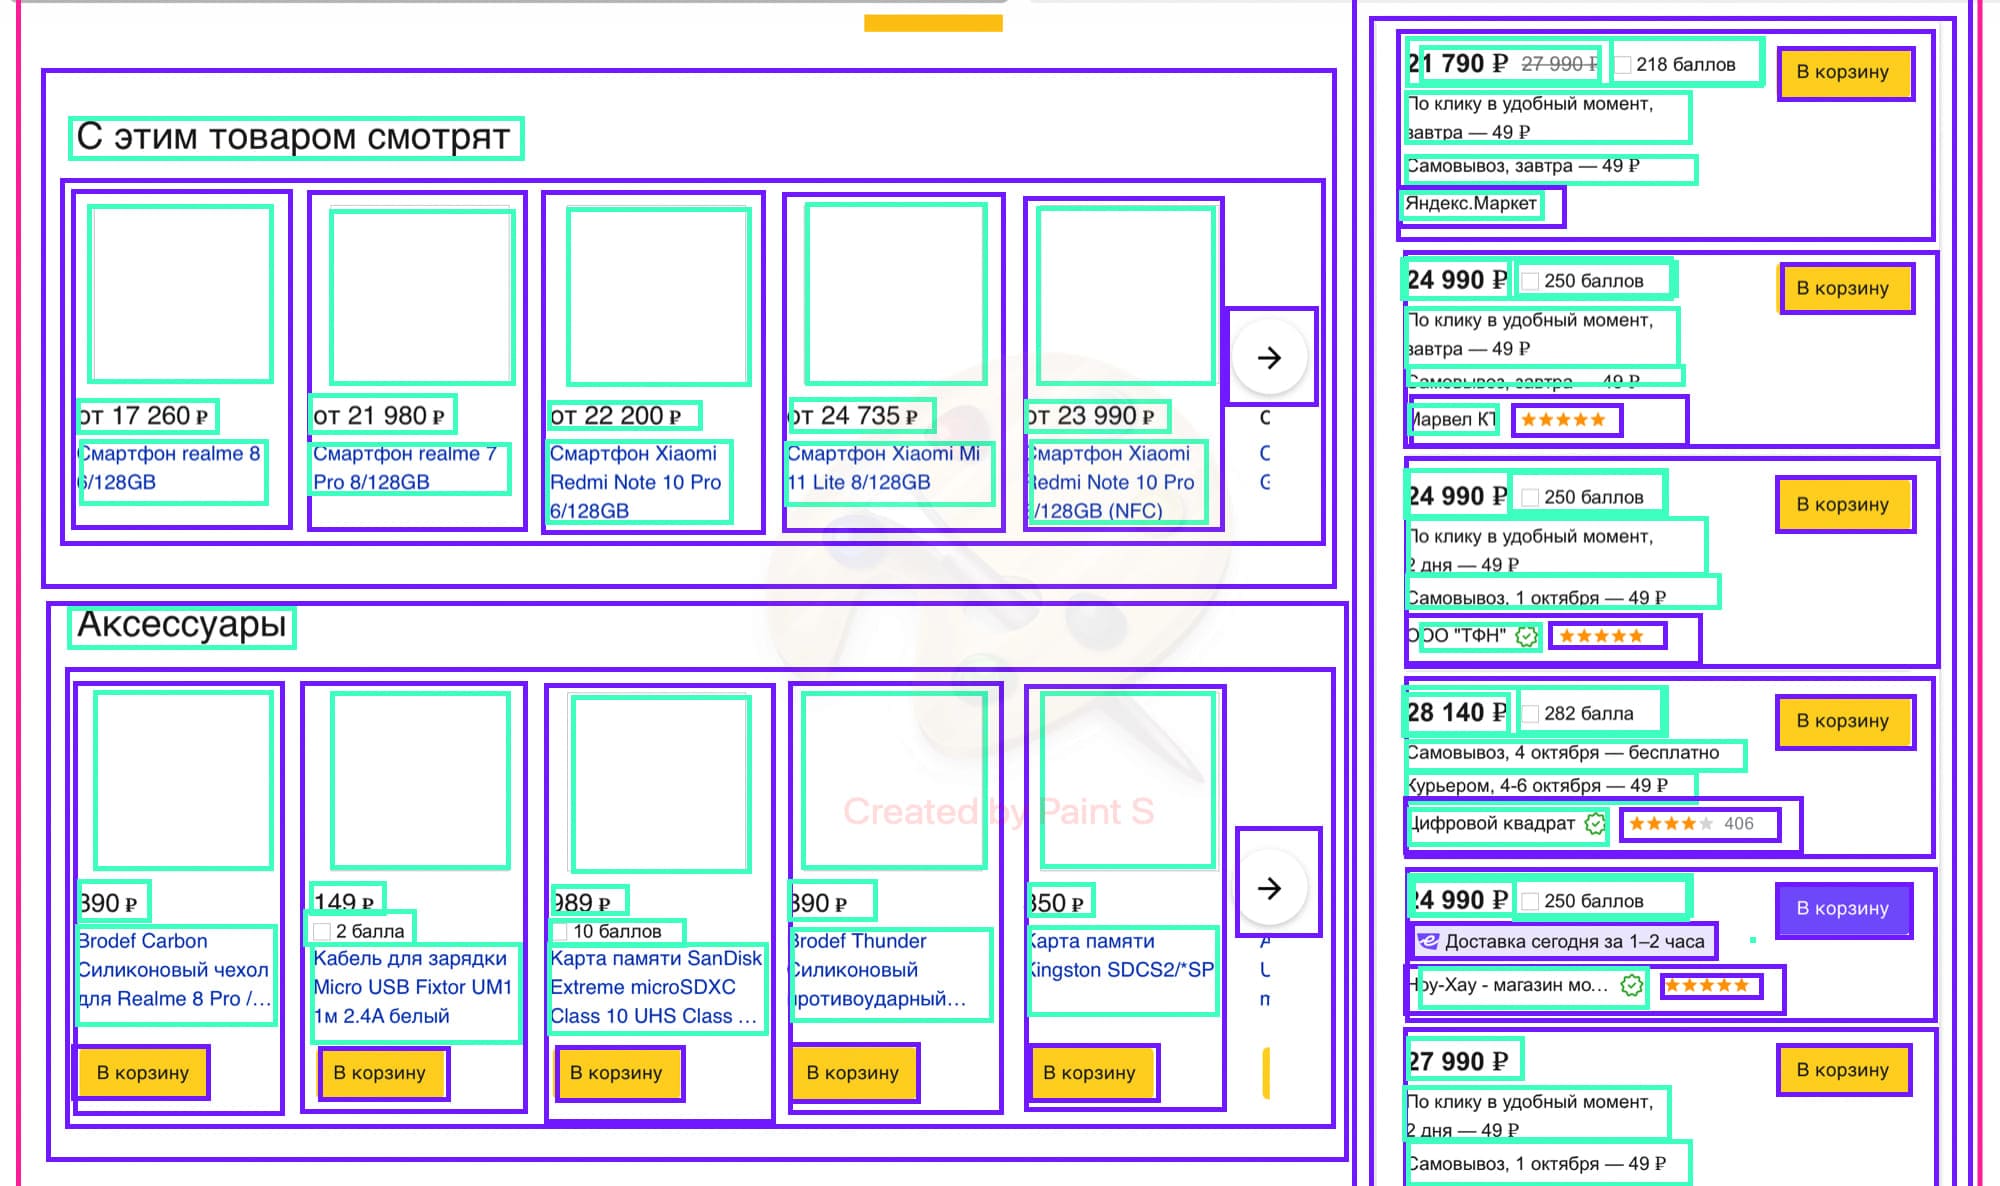 С этим товаром смотрят
от 17 260 ₽
Смартфон realme 8
6/128GB
от 21 980 ₽
Смартфон realme 7
Pro 8/128GB
от 22 200 ₽
Смартфон Xiaomi
Redmi Note 10 Pro
6/128GB
от 24 735 ₽
Смартфон Xiaomi Mi
11 Lite 8/128GB
от 23 990 ₽
Смартфон Xiaomi
Redmi Note 10 Pro
/128GB (NFC)
Аксессуары
390 ₽
Brodef Carbon
Силиконовый чехол
для Realme 8 Pro /...
В корзину
149 ₽
2 балла
Кабель для зарядки
Micro USB Fixtor UM1
1м 2.4A белый
В корзину
989 ₽
10 баллов
Карта памяти SanDisk
Extreme microSDXC
Class 10 UHS Class ...
В корзину
390 ₽
Brodef Thunder
Силиконовый
противоударный...
В корзину
350 ₽
Карта памяти
Kingston SDCS2/*SP
В корзину
Created by Paint S
21 790 ₽ 27 990 ₽ 218 баллов
В корзину
По клику в удобный момент,
завтра — 49 ₽
Самовывоз, завтра — 49 ₽
Яндекс.Маркет
24 990 ₽ 250 баллов
В корзину
По клику в удобный момент,
завтра — 49 ₽
Самовывоз, завтра — 49 ₽
Марвел КТ
24 990 ₽ 250 баллов
В корзину
По клику в удобный момент,
2 дня — 49 ₽
Самовывоз, 1 октября — 49 ₽
ООО "ТФН"
28 140 ₽ 282 балла
В корзину
Самовывоз, 4 октября — бесплатно
Курьером, 4-6 октября — 49 ₽
Цифровой квадрат 406
24 990 ₽ 250 баллов
В корзину
Доставка сегодня за 1–2 часа
Ноу-Хау - магазин мо...
27 990 ₽
В корзину
По клику в удобный момент,
2 дня — 49 ₽
Самовывоз, 1 октября — 49 ₽